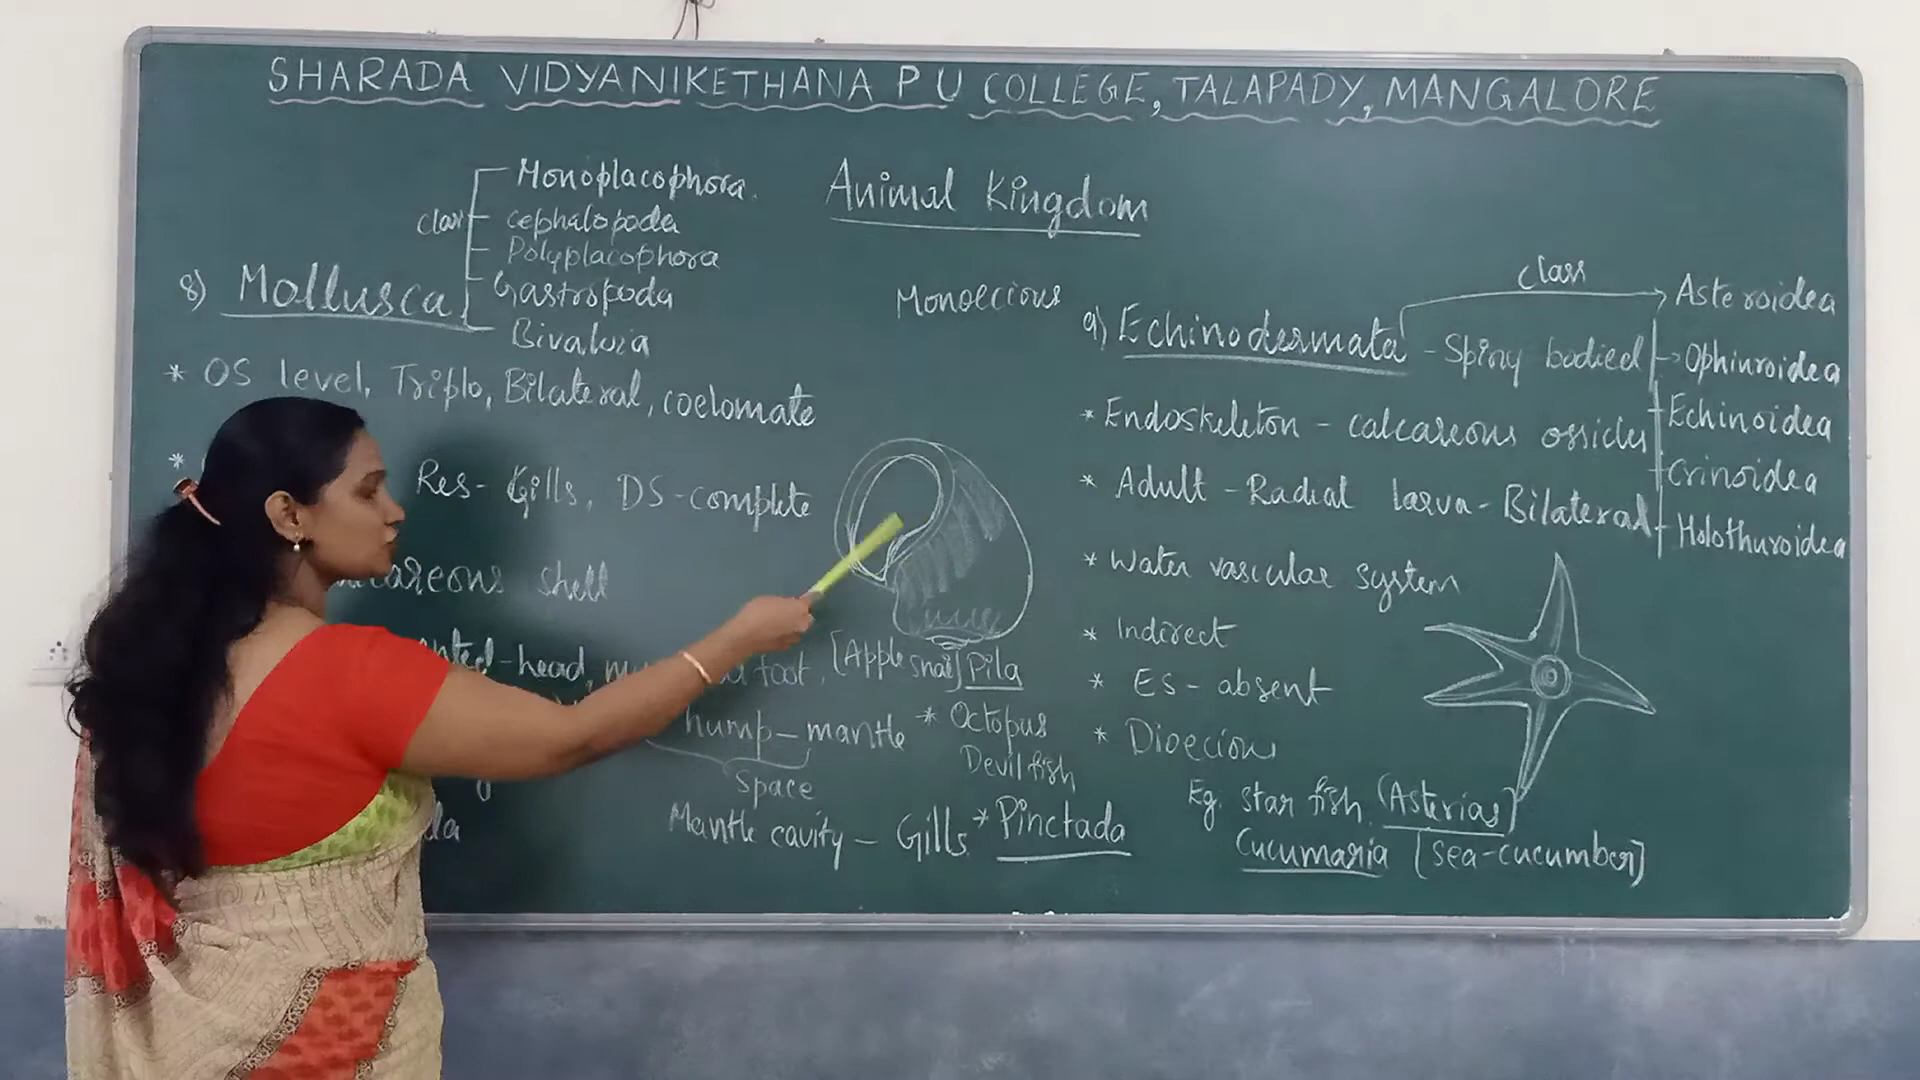 SHARADA VIDYANIKETHANA P U COLLEGE, TALAPADY, MANGALORE
Animal Kingdom
class
Monoplacophora.
cephalopoda
Polyplacophora
Gastropoda
Bivalvia
8) Mollusca
* OS level, Triplo, Bilateral, coelomate
* Res- Gills, DS-complete
shell
head, foot,
hump-mantle
space
Mantle cavity - Gills
Monoecious
[Apple snail] Pila
* Octopus
Devil fish
* Pinctada
9) Echinodermata - Spiny bodied
class
Asteroidea
Ophiuroidea
Echinoidea
Crinoidea
Holothuroidea
* Endoskeleton - calcareous ossicles
* Adult - Radial larva - Bilateral
* Water vascular system
* Indirect
* ES - absent
* Dioecious
Eg. star fish (Asterias)
Cucumaria [sea-cucumber]